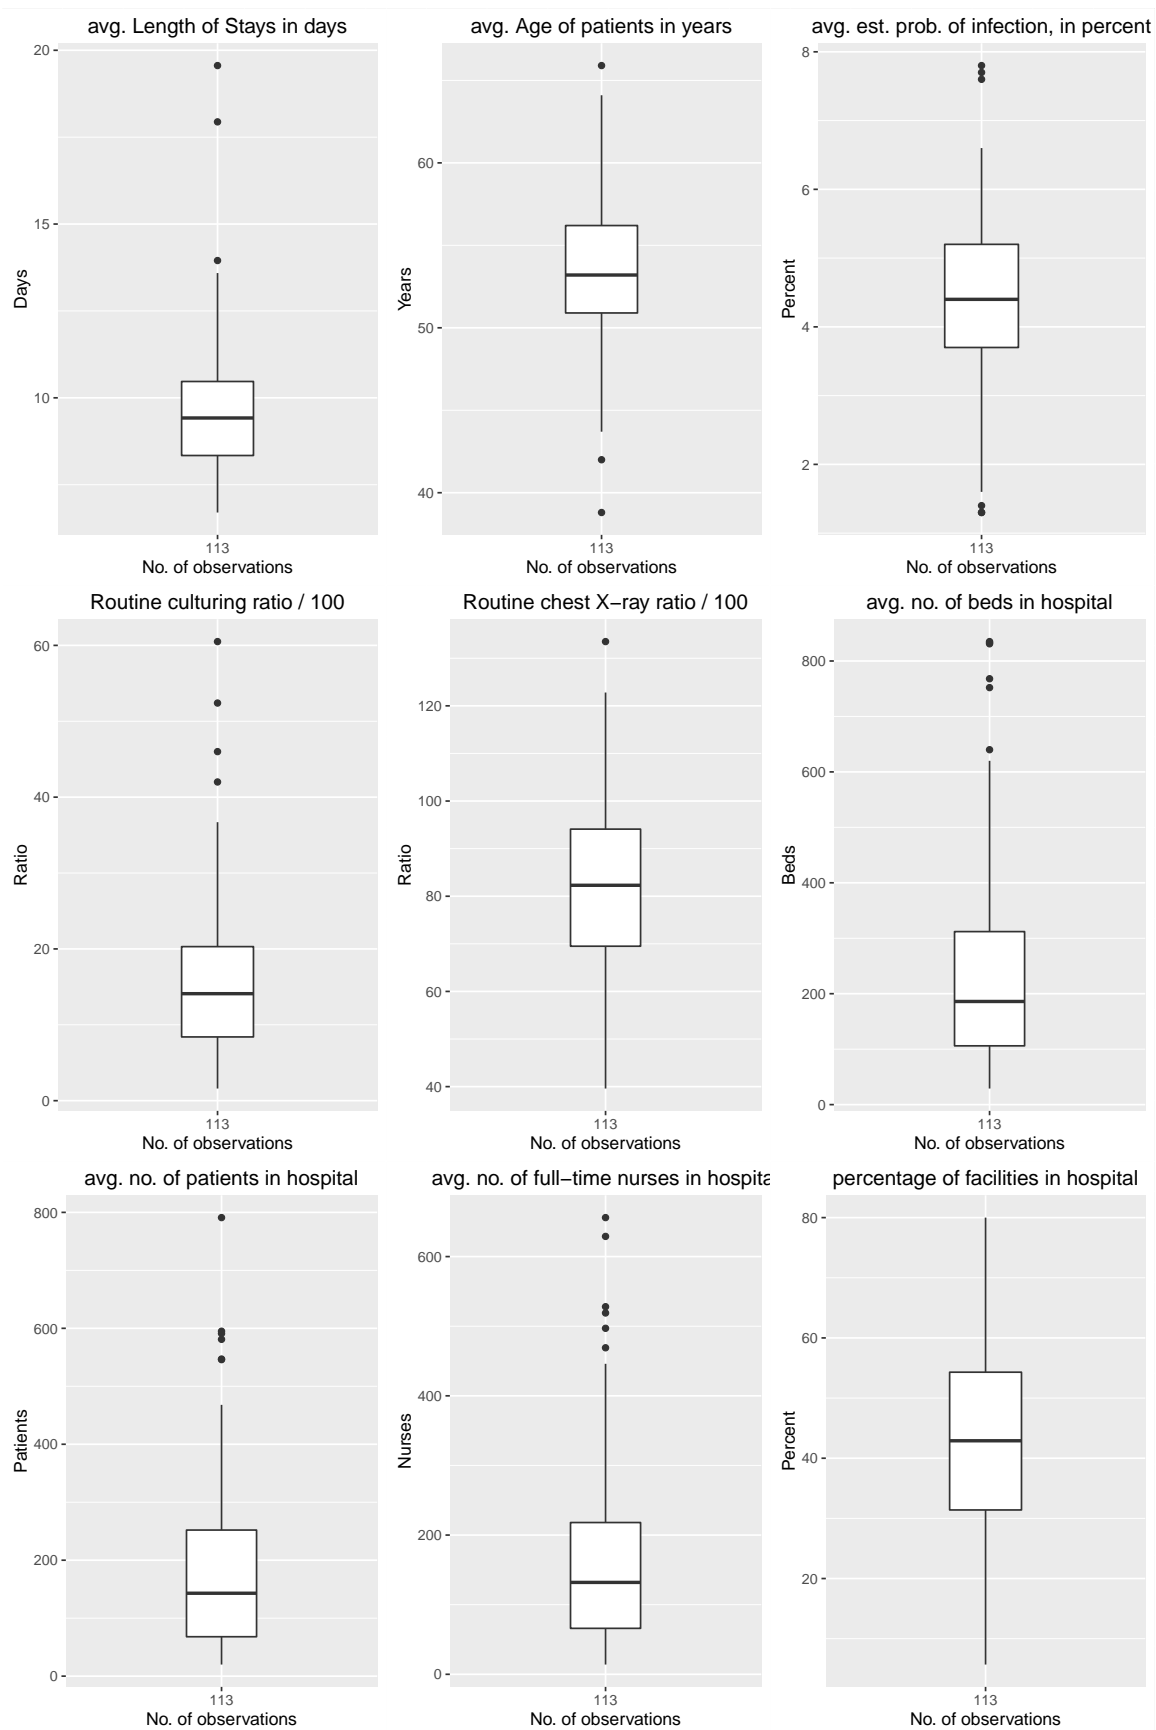 avg. Length of Stays in days
20
15
10
Days
113
No. of observations
avg. Age of patients in years
60
50
40
Years
113
No. of observations
avg. est. prob. of infection, in percent
8
6
4
2
Percent
113
No. of observations
Routine culturing ratio / 100
60
40
20
0
Ratio
113
No. of observations
Routine chest X−ray ratio / 100
120
100
80
60
40
Ratio
113
No. of observations
avg. no. of beds in hospital
800
600
400
200
0
Beds
113
No. of observations
avg. no. of patients in hospital
800
600
400
200
0
Patients
113
No. of observations
avg. no. of full−time nurses in hospita
600
400
200
0
Nurses
113
No. of observations
percentage of facilities in hospital
80
60
40
20
Percent
113
No. of observations